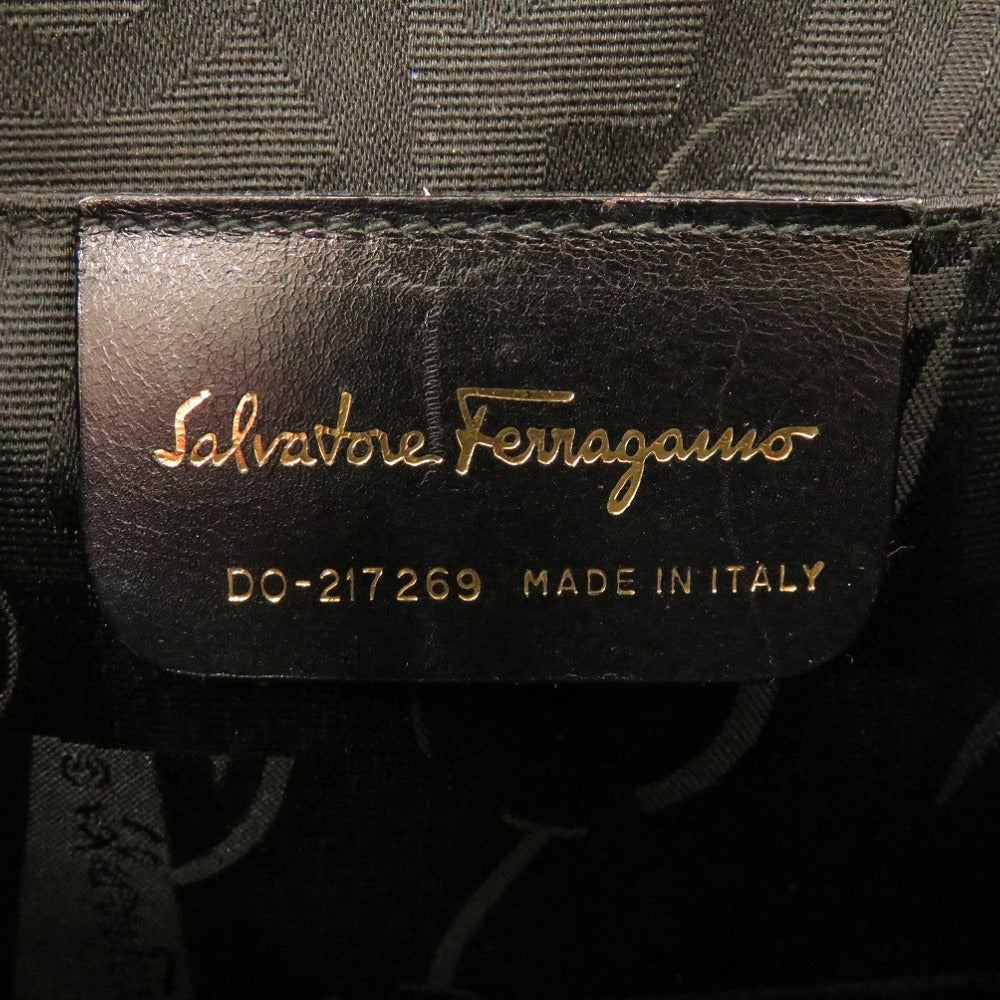 Salvatore Ferragamo
DO-217269 MADE IN ITALY